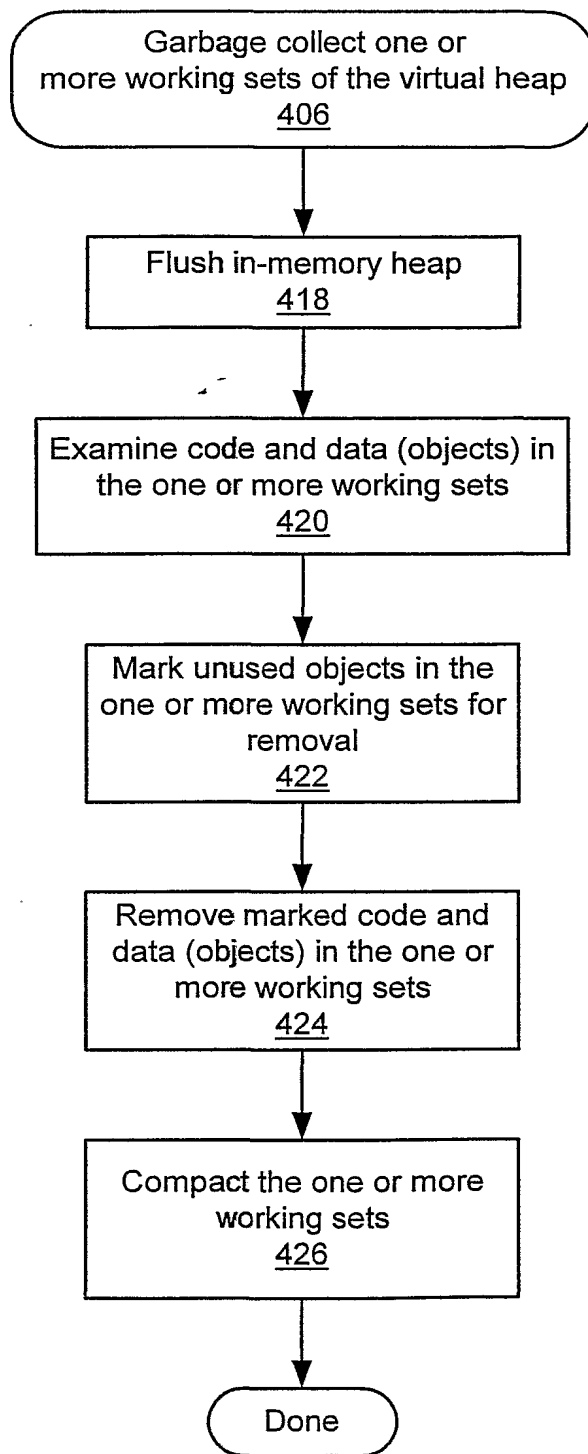 Garbage collect one or
more working sets of the virtual heap
406
Flush in-memory heap
418
Examine code and data (objects) in
the one or more working sets
420
Mark unused objects in the
one or more working sets for
removal
422
Remove marked code and
data (objects) in the one or
more working sets
424
Compact the one or more
working sets
426
Done